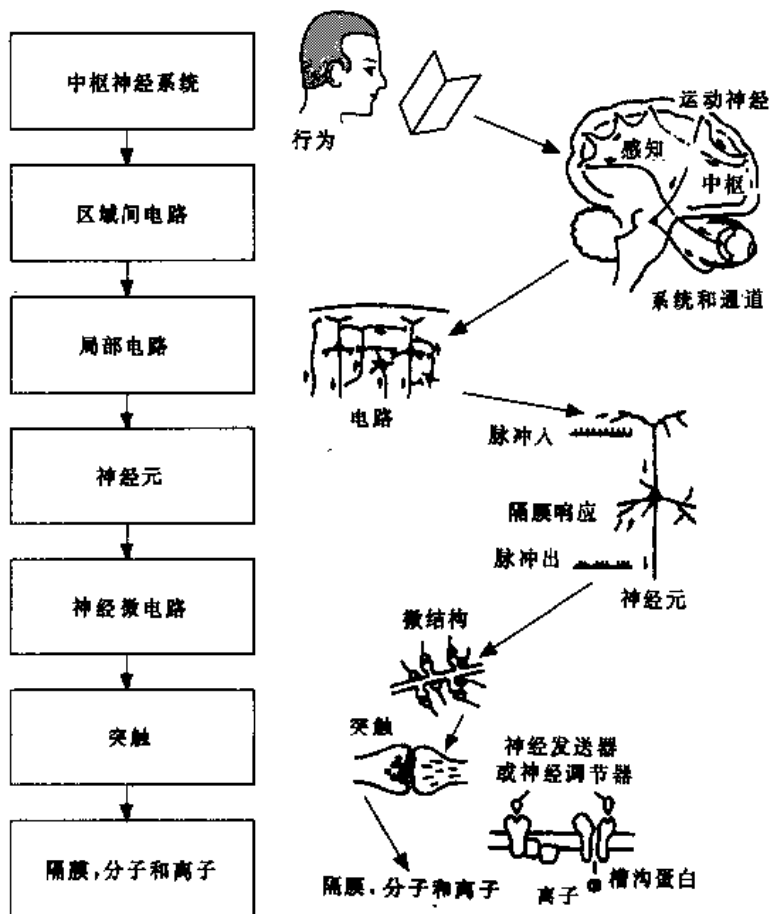 中枢神经系统
区域间电路
局部电路
神经元
神经微电路
突触
隔膜,分子和离子
行为
运动神经
感知
中枢
系统和通道
电路
脉冲入
隔膜响应
脉冲出
神经元
微结构
突触
神经发送器
或神经调节器
隔膜、分子和离子
离子
槽沟蛋白